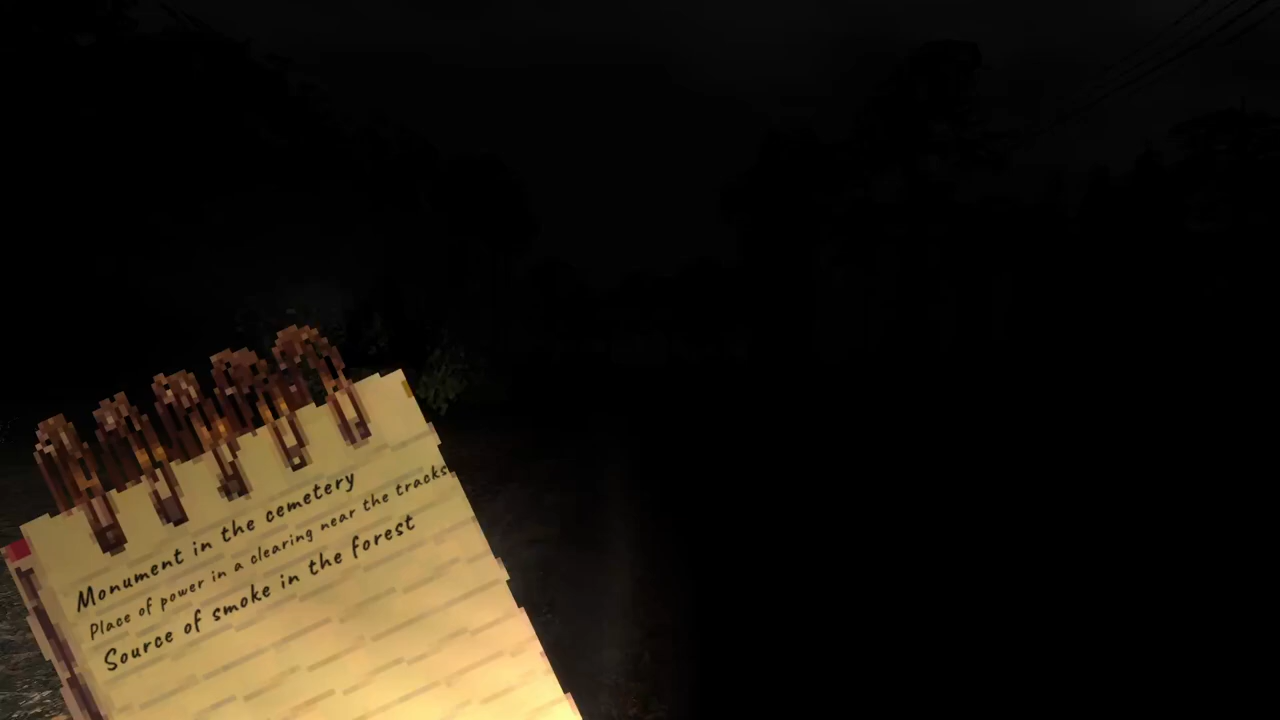 Monument in the cemetery
Place of power in a clearing near the tracks
Source of smoke in the forest